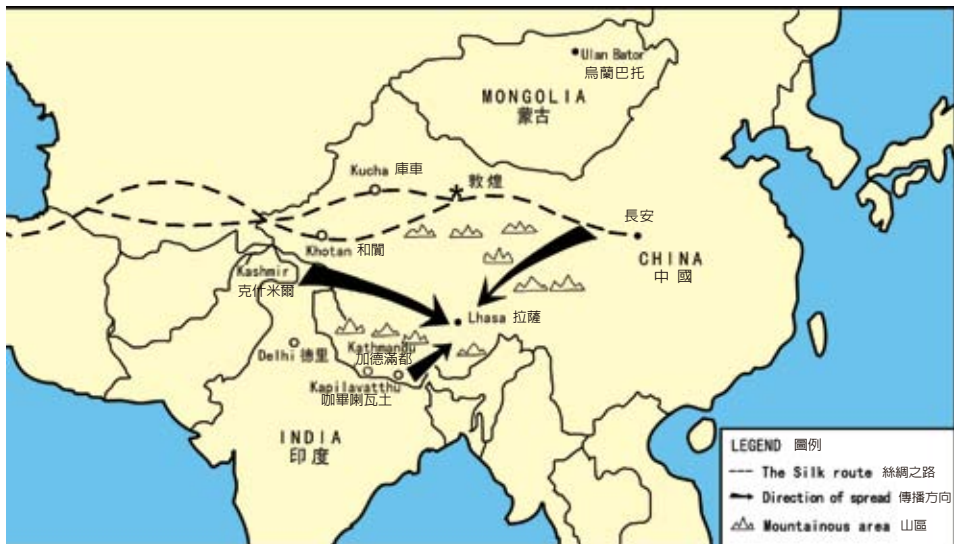 Ulan Bator
烏蘭巴托
MONGOLIA
蒙古
Kucha 庫車
敦煌
長安
Khotan 和闐
CHINA
中 國
Kashmir
克什米爾
Lhasa 拉薩
Kathmandu
Delhi 德里
加德滿都
Kapilavatthu
咖畢喇瓦土
INDIA
印度
LEGEND 圖例
The Silk route 絲綢之路
Direction of spread 傳播方向
Mountainous area 山區